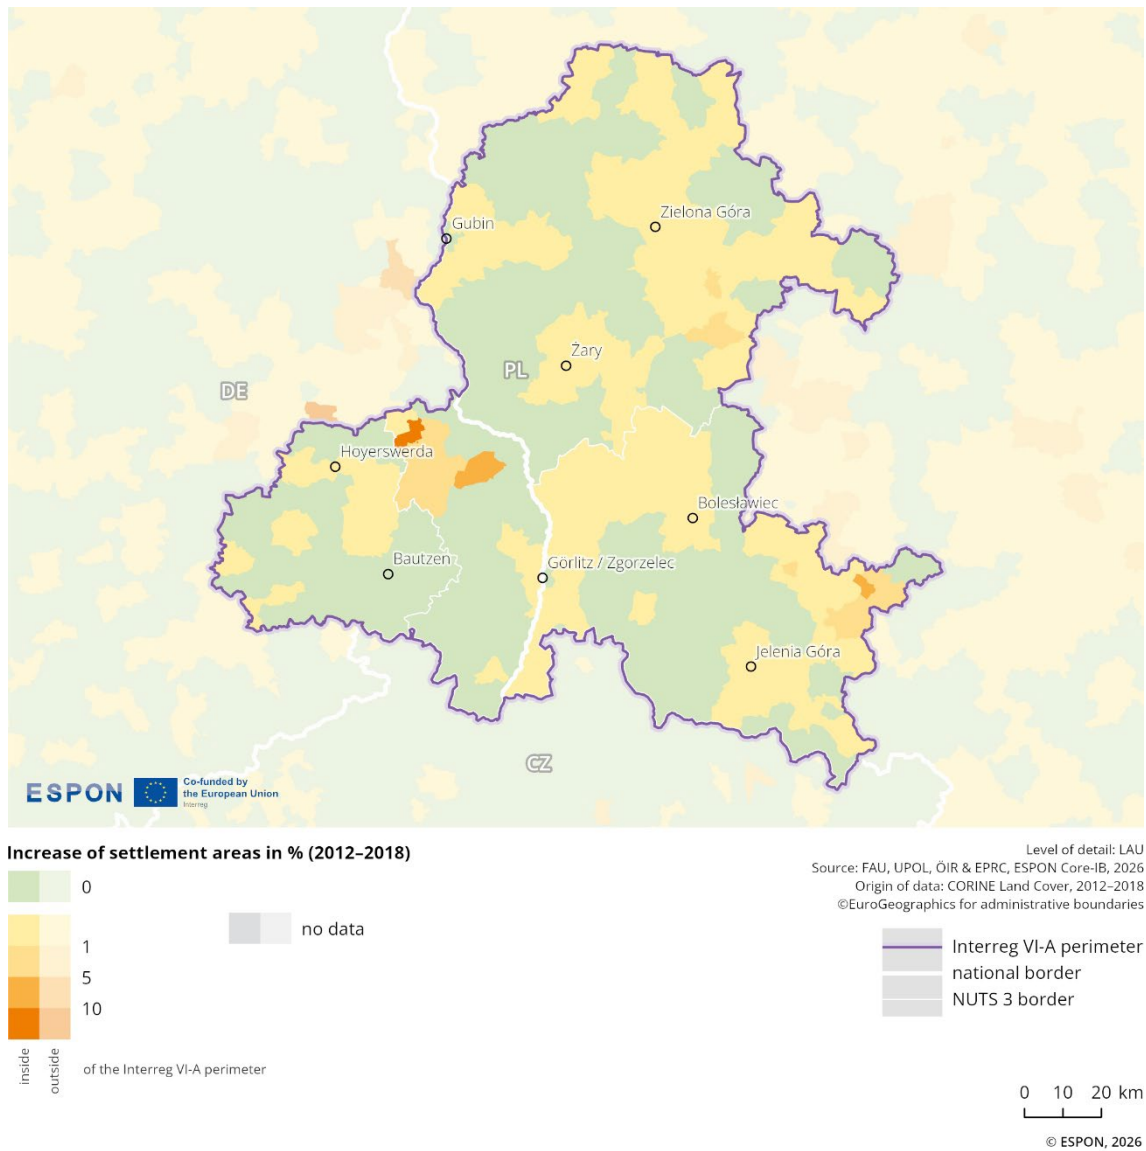 Gubin
Zielona Góra
Żary
PL
DE
Hoyerswerda
Bolesławiec
Bautzen
Görlitz / Zgorzelec
Jelenia Góra
CZ
ESPON
Co-funded by
the European Union
Interreg
Increase of settlement areas in % (2012–2018)
0
1
5
10
inside
outside
of the Interreg VI-A perimeter
no data
Level of detail: LAU
Source: FAU, UPOL, ÖIR & EPRC, ESPON Core-IB, 2026
Origin of data: CORINE Land Cover, 2012–2018
©EuroGeographics for administrative boundaries
Interreg VI-A perimeter
national border
NUTS 3 border
0 10 20 km
© ESPON, 2026